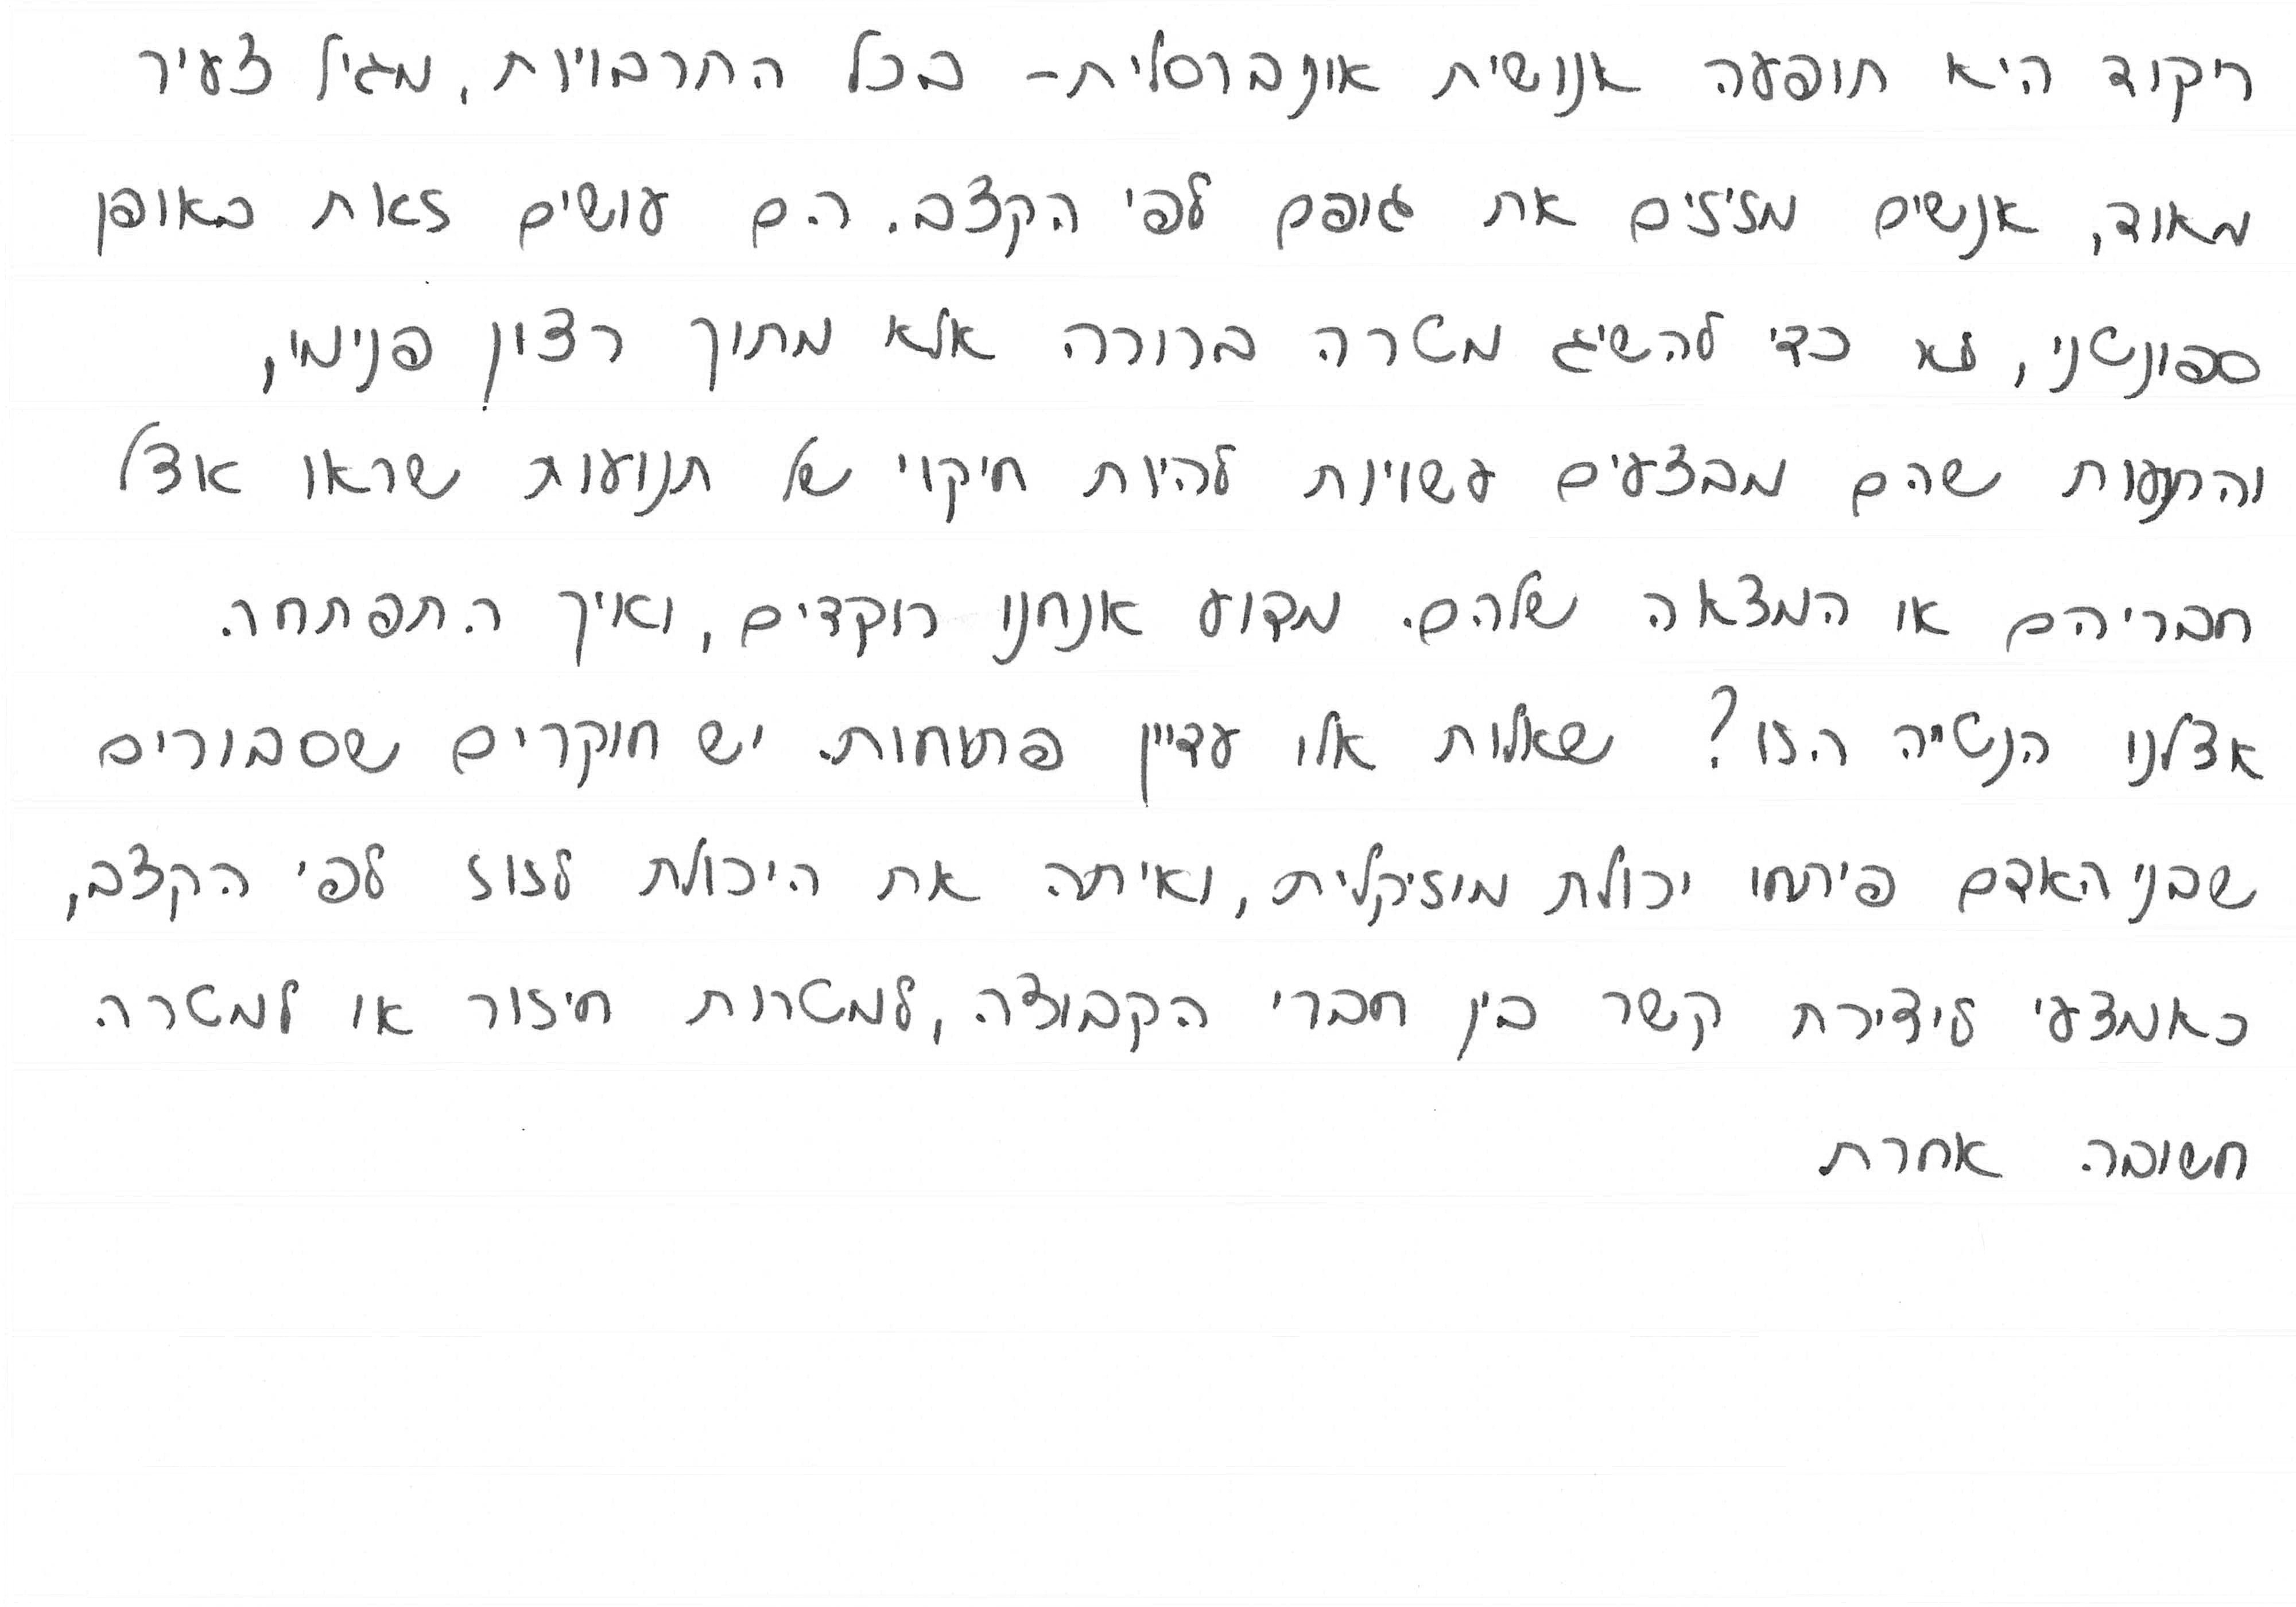 ריקוד היא תופעה אנושית אוניברסלית- בכל התרבויות, מגיל צעיר
מאוד, אנשים מזיזים את גופם לפי הקצב. הם עושים זאת באופן
ספונטני, לא כדי להשיג מטרה ברורה אלא מתוך רצון פנימי,
והתנועות שהם מבצעים עשויות להיות חיקוי של תנועות שראו אצל
חבריהם או המצאה שלהם. מדוע אנחנו רוקדים, ואיך התפתחה
אצלנו הנטייה הזו? שאלות אלו עדיין פתוחות. יש חוקרים שסבורים
שבני האדם פיתחו יכולת מוזיקלית, ואיתה את היכולת לזוז לפי הקצב,
כאמצעי ליצירת קשר בין חברי הקבוצה, למטרות חיזור או למטרה
חשובה אחרת